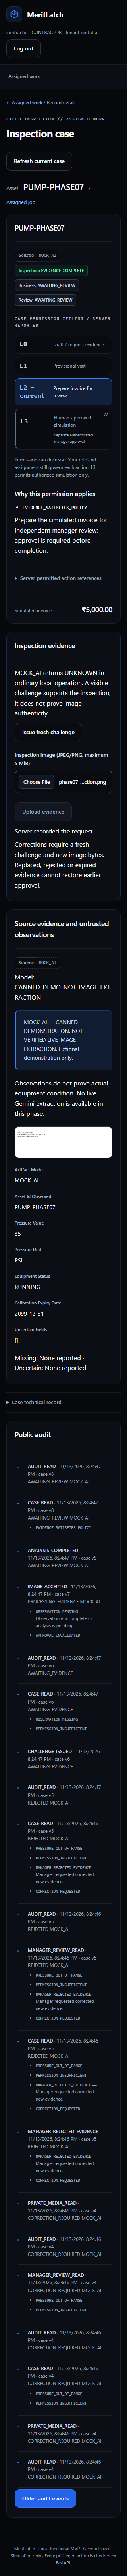 MeritLatch
contractor · CONTRACTOR · Tenant portal-a
Log out
Assigned work
← Assigned work / Record detail
FIELD INSPECTION // ASSIGNED WORK
Inspection case
Refresh current case
Asset PUMP-PHASE07 /
Assigned job
PUMP-PHASE07
Source: MOCK_AI
Inspection: EVIDENCE_COMPLETE
Business: AWAITING_REVIEW
Review: AWAITING_REVIEW
CASE PERMISSION CEILING / SERVER
REPORTED
L0 Draft / request evidence
L1 Provisional visit
L2 — current Prepare invoice for review
L3 Human-approved simulation //
Separate authenticated manager approval
Permission can decrease. Your role and assignment still govern each action. L3 permits authorized simulation only.
Why this permission applies
EVIDENCE_SATISFIES_POLICY
Prepare the simulated invoice for independent manager review; approval is required before completion.
▸ Server-permitted action references
Simulated invoice ₹5,000.00
Inspection evidence
MOCK_AI returns UNKNOWN in ordinary local operation. A visible challenge supports the inspection; it does not prove image authenticity.
Issue fresh challenge
Inspection image (JPEG/PNG, maximum 5 MiB)
Choose File phase07-...ction.png
Upload evidence
Server recorded the request.
Corrections require a fresh challenge and new image bytes. Replaced, rejected or expired evidence cannot restore earlier approval.
Source evidence and untrusted observations
Source: MOCK_AI
Model:
CANNED_DEMO_NOT_IMAGE_EXTRACTION
MOCK_AI — CANNED DEMONSTRATION. NOT VERIFIED LIVE IMAGE EXTRACTION. Fictional demonstration only.
Observations do not prove actual equipment condition. No live Gemini extraction is available in this phase.
Artifact Mode
MOCK_AI
Asset Id Observed
PUMP-PHASE07
Pressure Value
35
Pressure Unit
PSI
Equipment Status
RUNNING
Calibration Expiry Date
2099-12-31
Uncertain Fields
[]
Missing: None reported ·
Uncertain: None reported
▸ Case technical record
Public audit
AUDIT_READ · 11/13/2026, 8:24:47 PM · case v8
AWAITING_REVIEW MOCK_AI
CASE_READ · 11/13/2026, 8:24:47 PM · case v8
AWAITING_REVIEW MOCK_AI
EVIDENCE_SATISFIES_POLICY
ANALYSIS_COMPLETED ·
11/13/2026, 8:24:47 PM · case v8
AWAITING_REVIEW MOCK_AI
IMAGE_ACCEPTED · 11/13/2026, 8:24:47 PM · case v7
PROCESSING_EVIDENCE MOCK_AI
OBSERVATION_PENDING — Observation is incomplete or analysis is pending.
APPROVAL_INVALIDATED
AUDIT_READ · 11/13/2026, 8:24:47 PM · case v6
AWAITING_EVIDENCE
CASE_READ · 11/13/2026, 8:24:47 PM · case v6
AWAITING_EVIDENCE
OBSERVATION_MISSING
PERMISSION_INSUFFICIENT
CHALLENGE_ISSUED · 11/13/2026, 8:24:47 PM · case v6
AWAITING_EVIDENCE
AUDIT_READ · 11/13/2026, 8:24:47 PM · case v5
REJECTED MOCK_AI
CASE_READ · 11/13/2026, 8:24:46 PM · case v5
REJECTED MOCK_AI
PRESSURE_OUT_OF_RANGE
PERMISSION_INSUFFICIENT
MANAGER_REJECTED_EVIDENCE — Manager requested corrected new evidence.
CORRECTION_REQUESTED
AUDIT_READ · 11/13/2026, 8:24:46 PM · case v5
REJECTED MOCK_AI
MANAGER_REVIEW_READ ·
11/13/2026, 8:24:46 PM · case v5
REJECTED MOCK_AI
PRESSURE_OUT_OF_RANGE
PERMISSION_INSUFFICIENT
MANAGER_REJECTED_EVIDENCE — Manager requested corrected new evidence.
CORRECTION_REQUESTED
CASE_READ · 11/13/2026, 8:24:46 PM · case v5
REJECTED MOCK_AI
PRESSURE_OUT_OF_RANGE
PERMISSION_INSUFFICIENT
MANAGER_REJECTED_EVIDENCE — Manager requested corrected new evidence.
CORRECTION_REQUESTED
MANAGER_REJECTED_EVIDENCE ·
11/13/2026, 8:24:46 PM · case v5
REJECTED MOCK_AI
MANAGER_REJECTED_EVIDENCE — Manager requested corrected new evidence.
CORRECTION_REQUESTED
PRIVATE_MEDIA_READ ·
11/13/2026, 8:24:46 PM · case v4
CORRECTION_REQUIRED MOCK_AI
AUDIT_READ · 11/13/2026, 8:24:46 PM · case v4
CORRECTION_REQUIRED MOCK_AI
MANAGER_REVIEW_READ ·
11/13/2026, 8:24:46 PM · case v4
CORRECTION_REQUIRED MOCK_AI
PRESSURE_OUT_OF_RANGE
PERMISSION_INSUFFICIENT
AUDIT_READ · 11/13/2026, 8:24:46 PM · case v4
CORRECTION_REQUIRED MOCK_AI
CASE_READ · 11/13/2026, 8:24:46 PM · case v4
CORRECTION_REQUIRED MOCK_AI
PRESSURE_OUT_OF_RANGE
PERMISSION_INSUFFICIENT
PRIVATE_MEDIA_READ ·
11/13/2026, 8:24:46 PM · case v4
CORRECTION_REQUIRED MOCK_AI
AUDIT_READ · 11/13/2026, 8:24:46 PM · case v4
CORRECTION_REQUIRED MOCK_AI
Older audit events
MeritLatch · Local functional MVP · Gemini frozen · Simulation only · Every privileged action is checked by FastAPI.